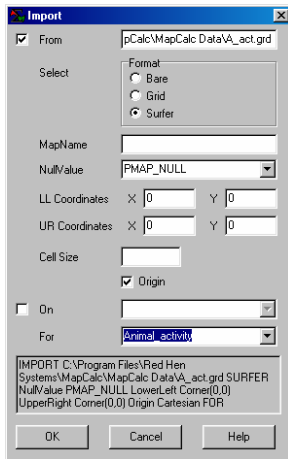 Import
From pCalc\MapCalc Data\A_act.grd
Select
Format
Bare
Grid
Surfer
MapName
NullValue PMAP_NULL
LL Coordinates X 0 Y 0
UR Coordinates X 0 Y 0
Cell Size
Origin
On
For Animal_activity
IMPORT C:\Program Files\Red Hen
Systems\MapCalc\MapCalc Data\A_act.grd SURFER
NullValue PMAP_NULL LowerLeft Corner(0,0)
UpperRight Corner(0,0) Origin Cartesian FOR
OK Cancel Help